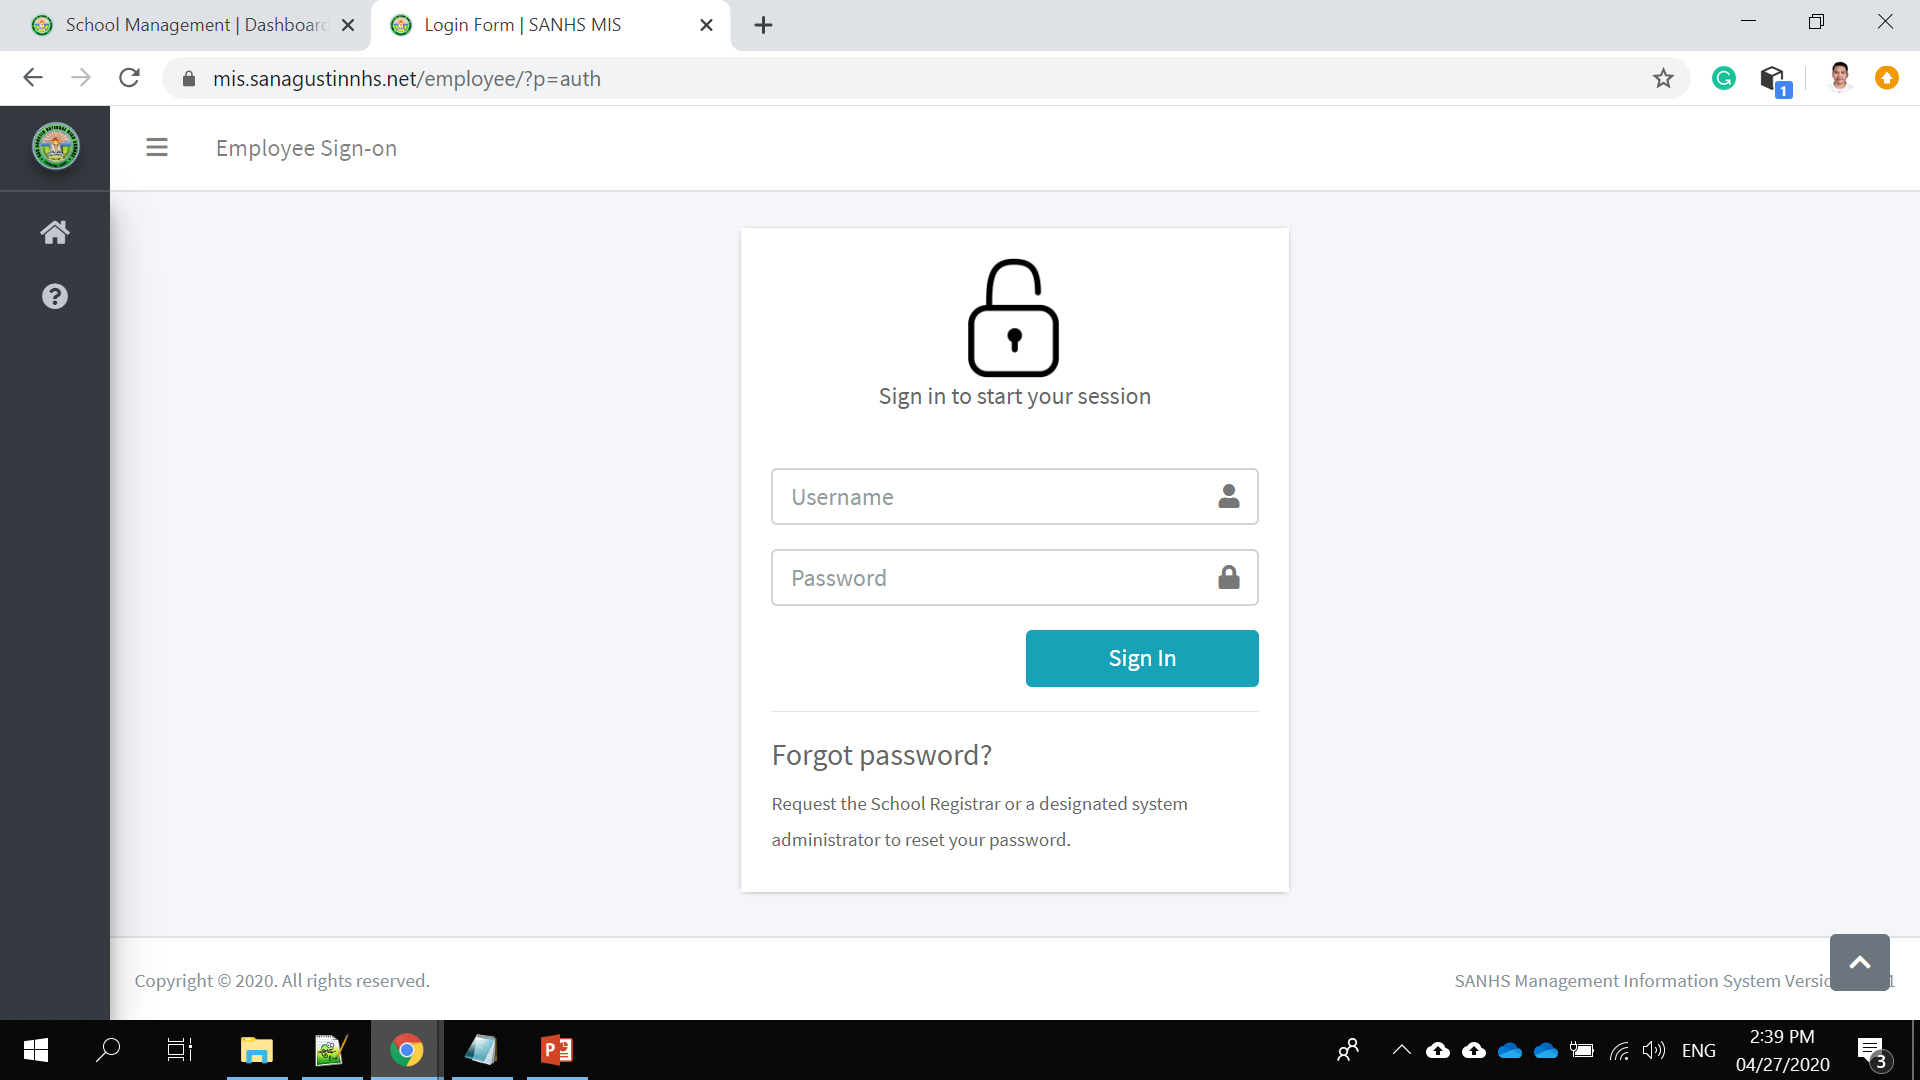 School Management | Dashboard
Login Form | SANHS MIS
mis.sanagustinnhs.net/employee/?p=auth
1
Employee Sign-on
Sign in to start your session
Username
Password
Sign In
Forgot password?
Request the School Registrar or a designated system
administrator to reset your password.
Copyright © 2020. All rights reserved.
SANHS Management Information System
ENG
2:39 PM
04/27/2020
3